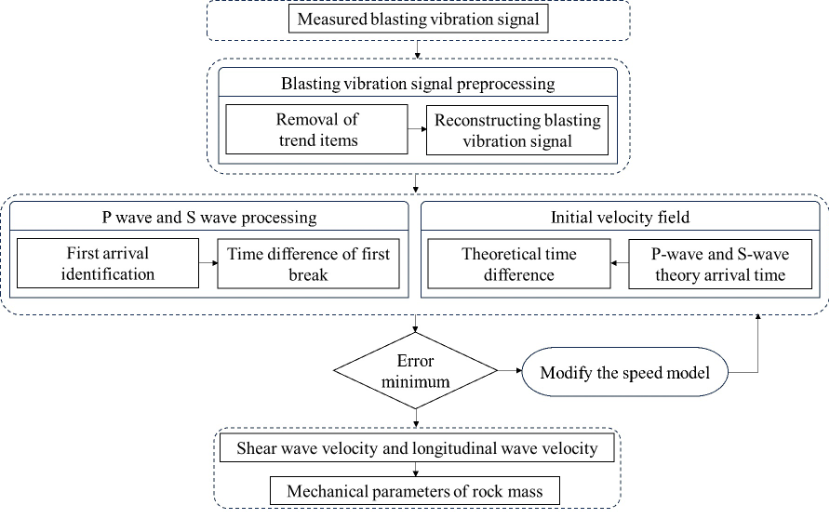 Measured blasting vibration signal
Blasting vibration signal preprocessing
Removal of
trend items
Reconstructing blasting
vibration signal
P wave and S wave processing
First arrival
identification
Time difference of first
break
Initial velocity field
Theoretical time
difference
P-wave and S-wave
theory arrival time
Error
minimum
Modify the speed model
Shear wave velocity and longitudinal wave velocity
Mechanical parameters of rock mass